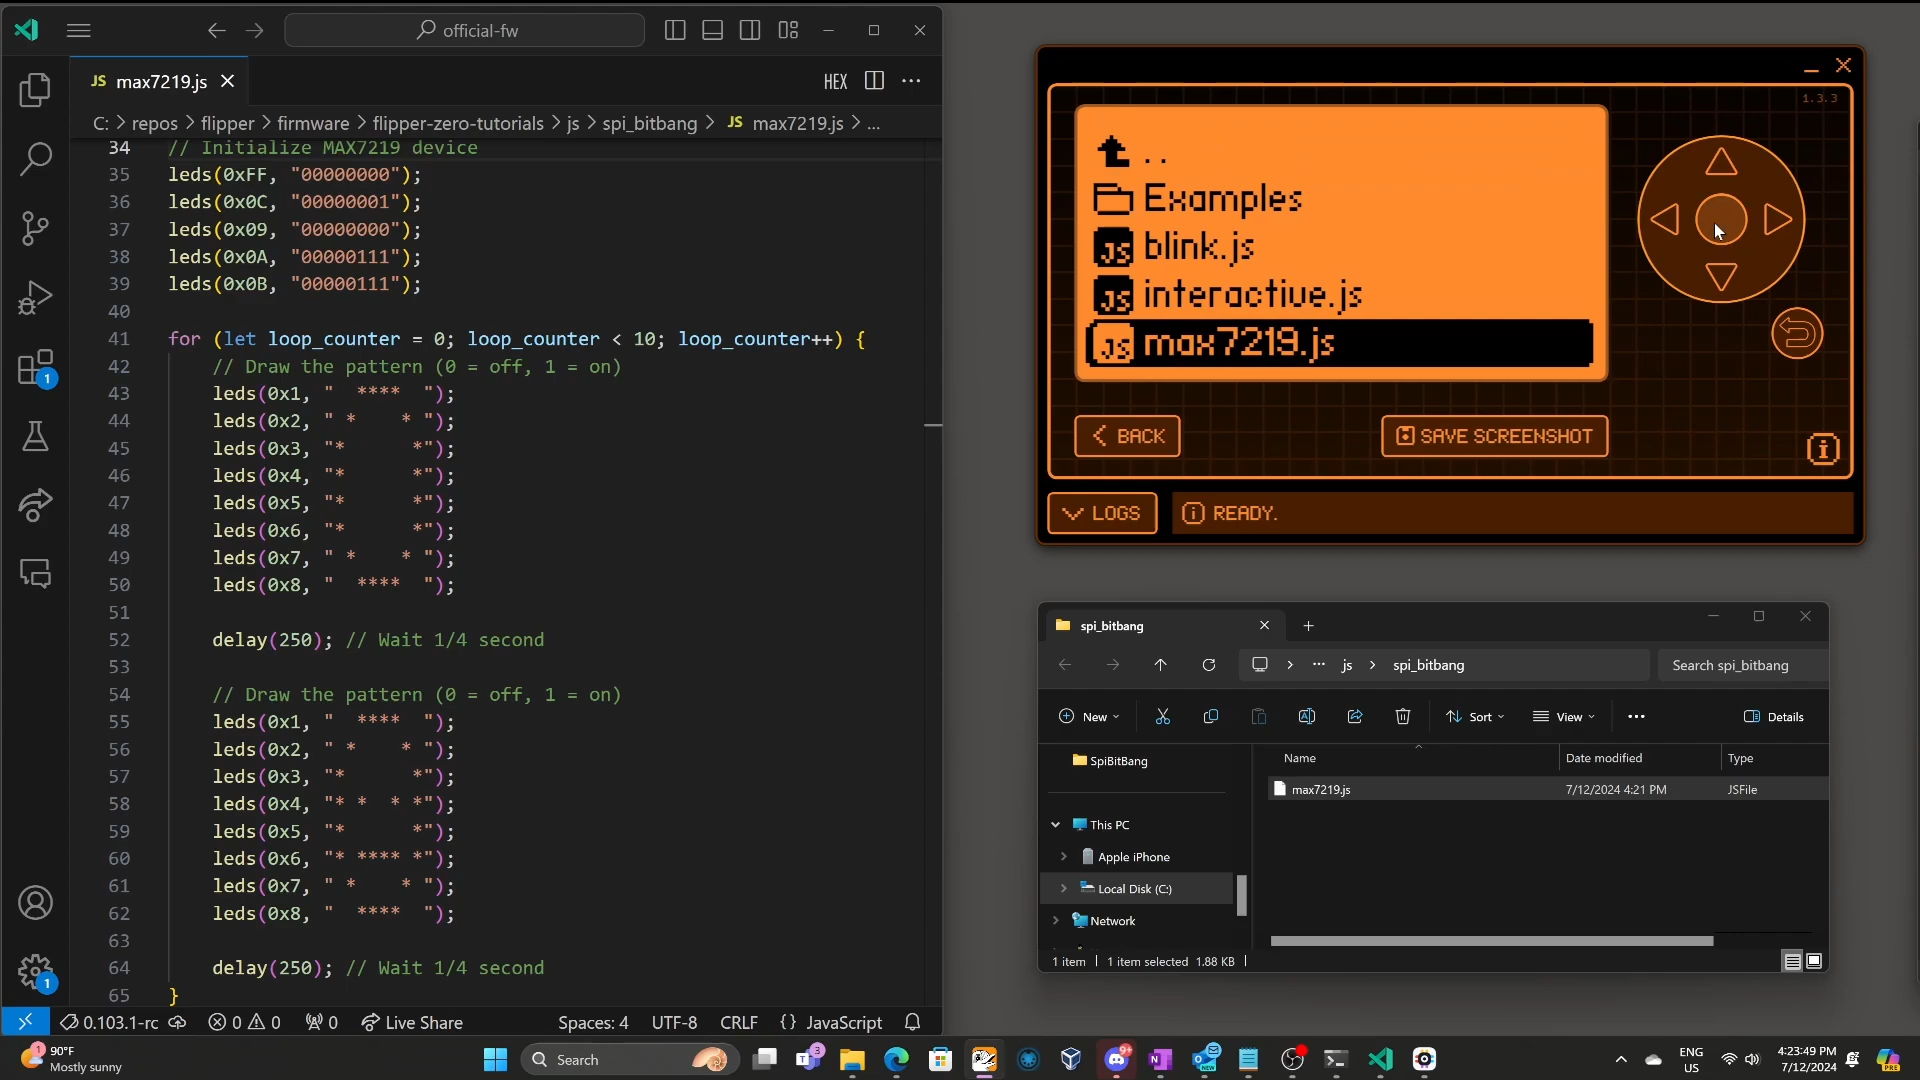 official-fw
JS max7219.js
HEX
C: > repos > flipper > firmware > flipper-zero-tutorials > js > spi_bitbang > JS max7219.js > ...
34 // Initialize MAX7219 device
35 leds(0xFF, "00000000");
36 leds(0x0C, "00000001");
37 leds(0x09, "00000000");
38 leds(0x0A, "00000111");
39 leds(0x0B, "00000111");
40
41 for (let loop_counter = 0; loop_counter < 10; loop_counter++) {
42     // Draw the pattern (0 = off, 1 = on)
43     leds(0x1, "  ****  ");
44     leds(0x2, " *    * ");
45     leds(0x3, "*      *");
46     leds(0x4, "*      *");
47     leds(0x5, "*      *");
48     leds(0x6, "*      *");
49     leds(0x7, " *    * ");
50     leds(0x8, "  ****  ");
51
52     delay(250); // Wait 1/4 second
53
54     // Draw the pattern (0 = off, 1 = on)
55     leds(0x1, "  ****  ");
56     leds(0x2, " *    * ");
57     leds(0x3, "*      *");
58     leds(0x4, "* *  * *");
59     leds(0x5, "*      *");
60     leds(0x6, "* **** *");
61     leds(0x7, " *    * ");
62     leds(0x8, "  ****  ");
63
64     delay(250); // Wait 1/4 second
65 }
1
1
0.103.1-rc 0 0 0 Live Share Spaces: 4 UTF-8 CRLF {} JavaScript
1.3.3
..
Examples
JS blink.js
JS interactive.js
JS max7219.js
BACK
SAVE SCREENSHOT
LOGS
READY.
spi_bitbang
js > spi_bitbang
Search spi_bitbang
New
Sort
View
Details
SpiBitBang
This PC
Apple iPhone
Local Disk (C:)
Network
Name Date modified Type
max7219.js 7/12/2024 4:21 PM JSFile
1 item 1 item selected 1.88 KB
1
90°F
Mostly sunny
Search
3
9+
NEW
ENG
US
4:23:49 PM
7/12/2024
PRE